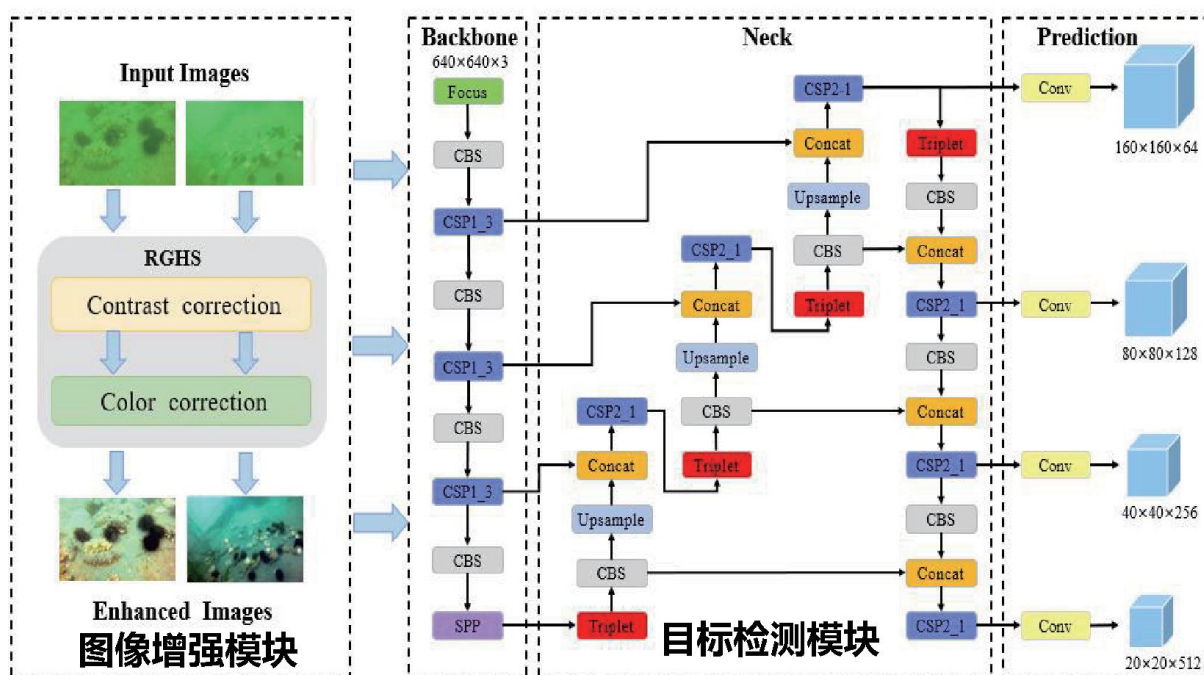 Input Images
RGHS
Contrast correction
Color correction
Enhanced Images
图像增强模块
Backbone
640×640×3
Focus
CBS
CSP1_3
CBS
CSP1_3
CBS
CSP1_3
CBS
SPP
Neck
CSP2-1
Concat
Upsample
CBS
Triplet
CSP2_1
Concat
Upsample
CBS
Triplet
CSP2_1
Concat
Upsample
CBS
Triplet
Triplet
CBS
Concat
CSP2_1
CBS
Concat
CSP2_1
CBS
Concat
CSP2_1
目标检测模块
Prediction
Conv
160×160×64
Conv
80×80×128
Conv
40×40×256
Conv
20×20×512